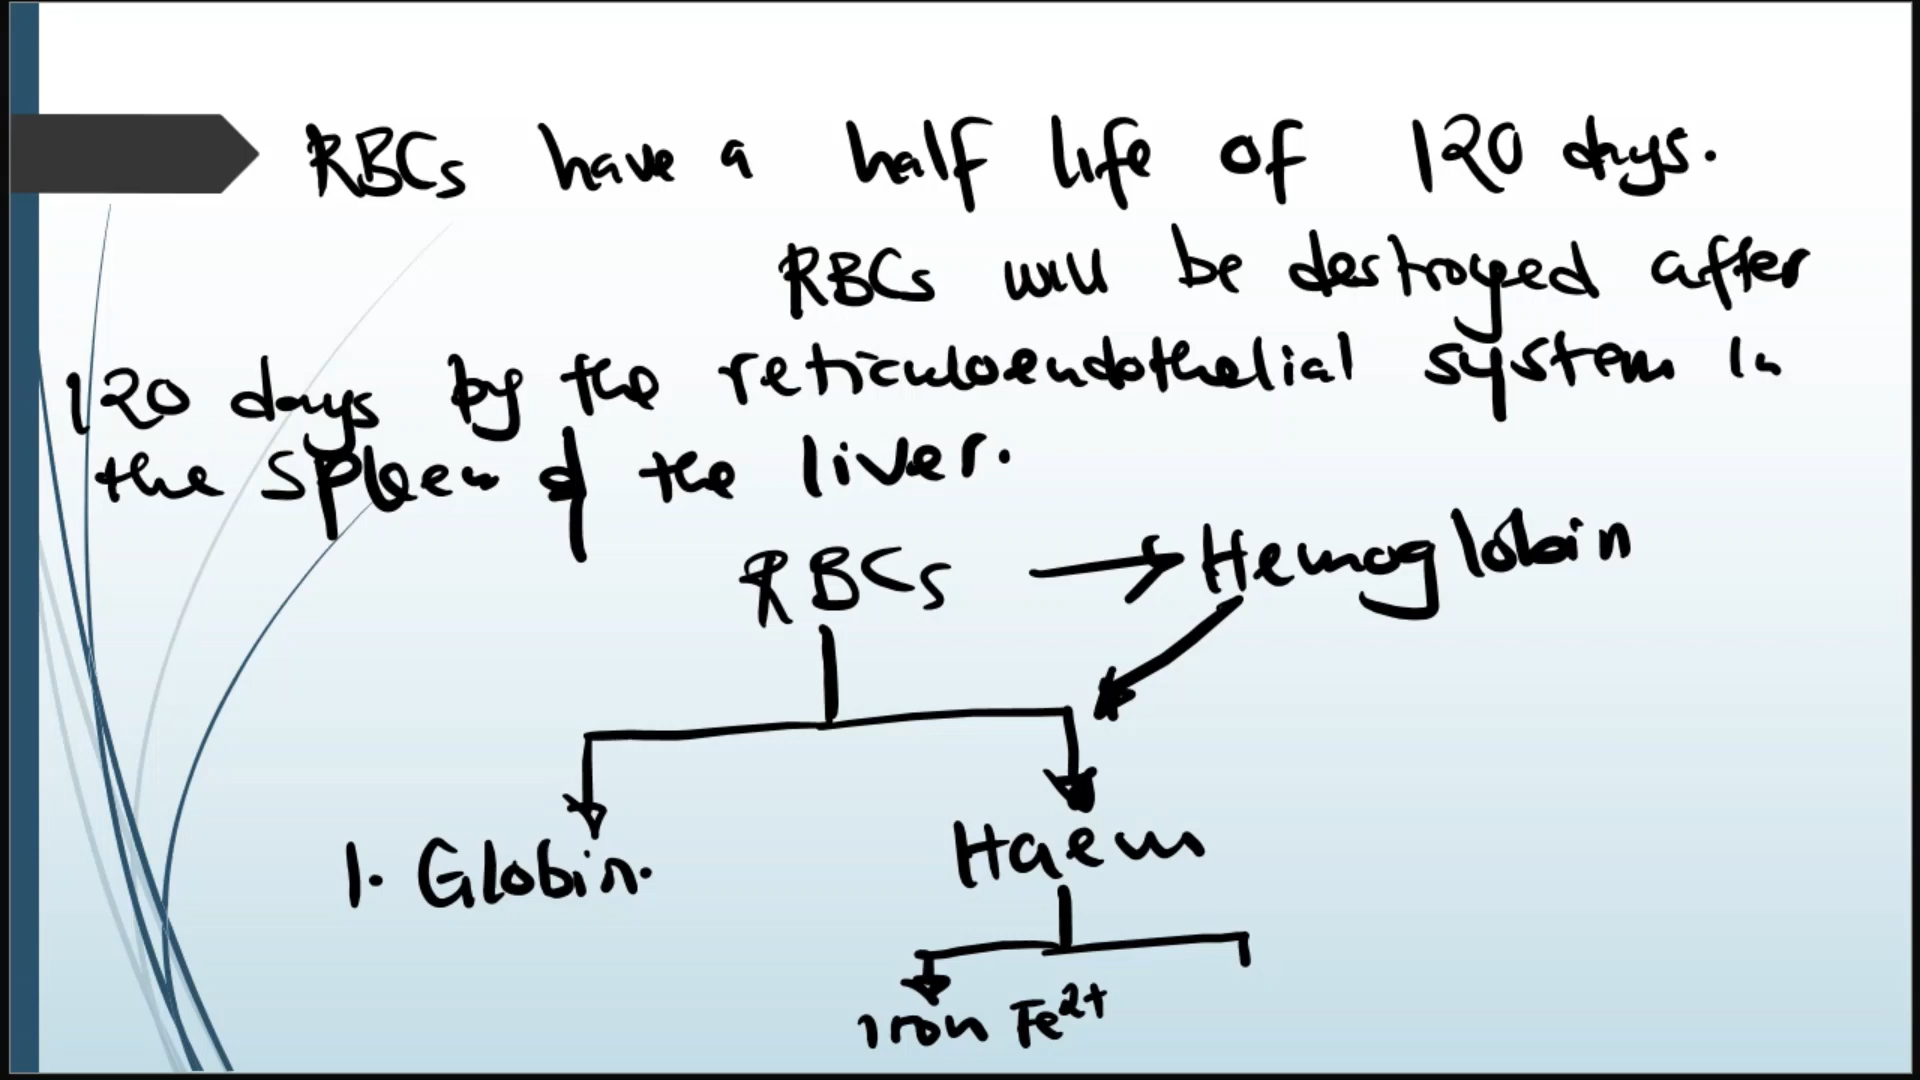 RBCs have a half life of 120 days.
RBCs will be destroyed after
120 days by the reticuloendothelial system in
the spleen & the liver.
RBCs → Hemoglobin
1. Globin.
Haem
Iron Fe²⁺